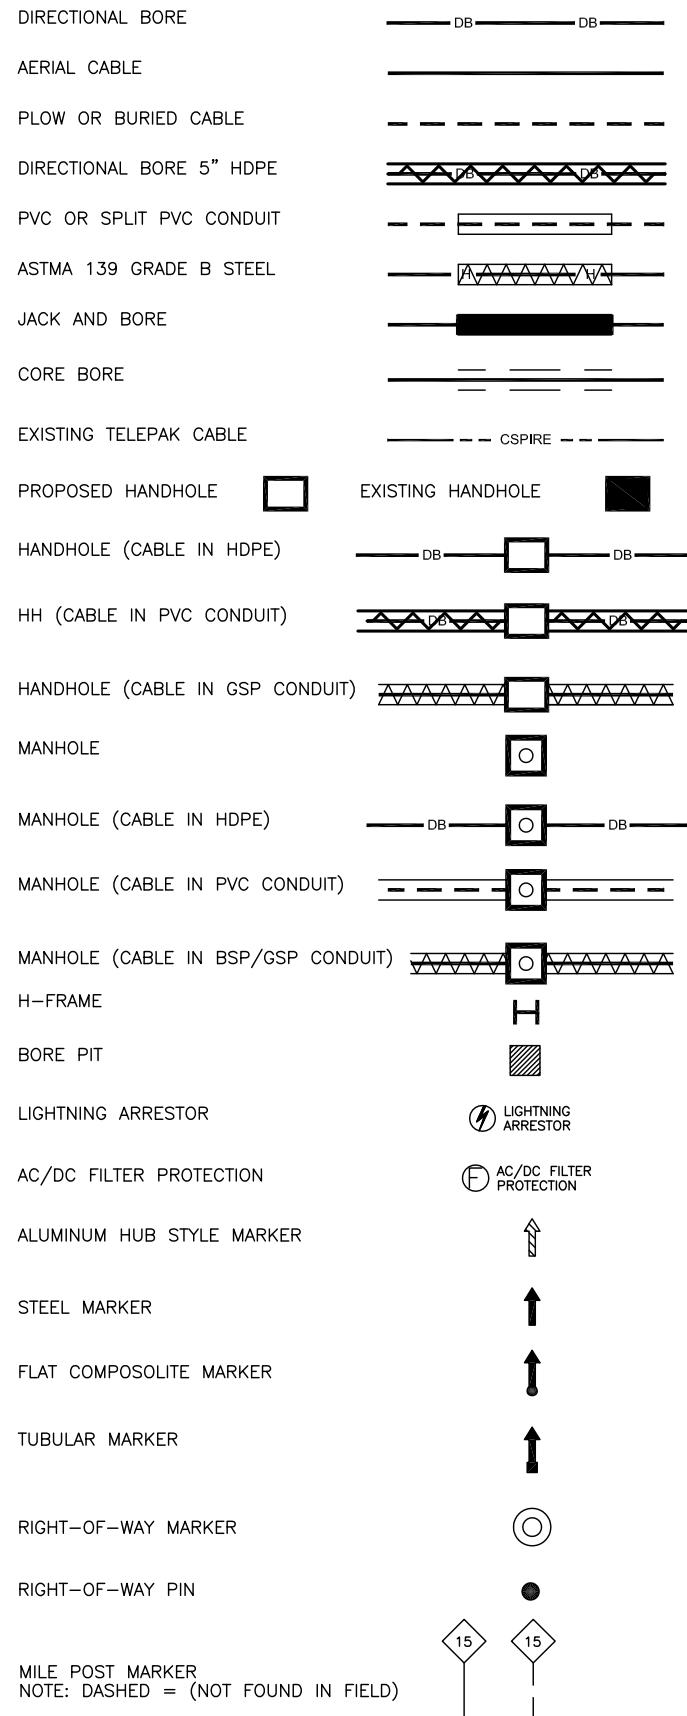 DIRECTIONAL BORE DB DB
AERIAL CABLE
PLOW OR BURIED CABLE
DIRECTIONAL BORE 5" HDPE DB DB
PVC OR SPLIT PVC CONDUIT
ASTMA 139 GRADE B STEEL H H
JACK AND BORE
CORE BORE
EXISTING TELEPAK CABLE CSPIRE
PROPOSED HANDHOLE EXISTING HANDHOLE
HANDHOLE (CABLE IN HDPE) DB DB
HH (CABLE IN PVC CONDUIT) DB DB
HANDHOLE (CABLE IN GSP CONDUIT)
MANHOLE
MANHOLE (CABLE IN HDPE) DB DB
MANHOLE (CABLE IN PVC CONDUIT)
MANHOLE (CABLE IN BSP/GSP CONDUIT)
H-FRAME
BORE PIT
LIGHTNING ARRESTOR
LIGHTNING
ARRESTOR
AC/DC FILTER PROTECTION
F
AC/DC FILTER
PROTECTION
ALUMINUM HUB STYLE MARKER
STEEL MARKER
FLAT COMPOSOLITE MARKER
TUBULAR MARKER
RIGHT-OF-WAY MARKER
RIGHT-OF-WAY PIN
15 15
MILE POST MARKER
NOTE: DASHED = (NOT FOUND IN FIELD)